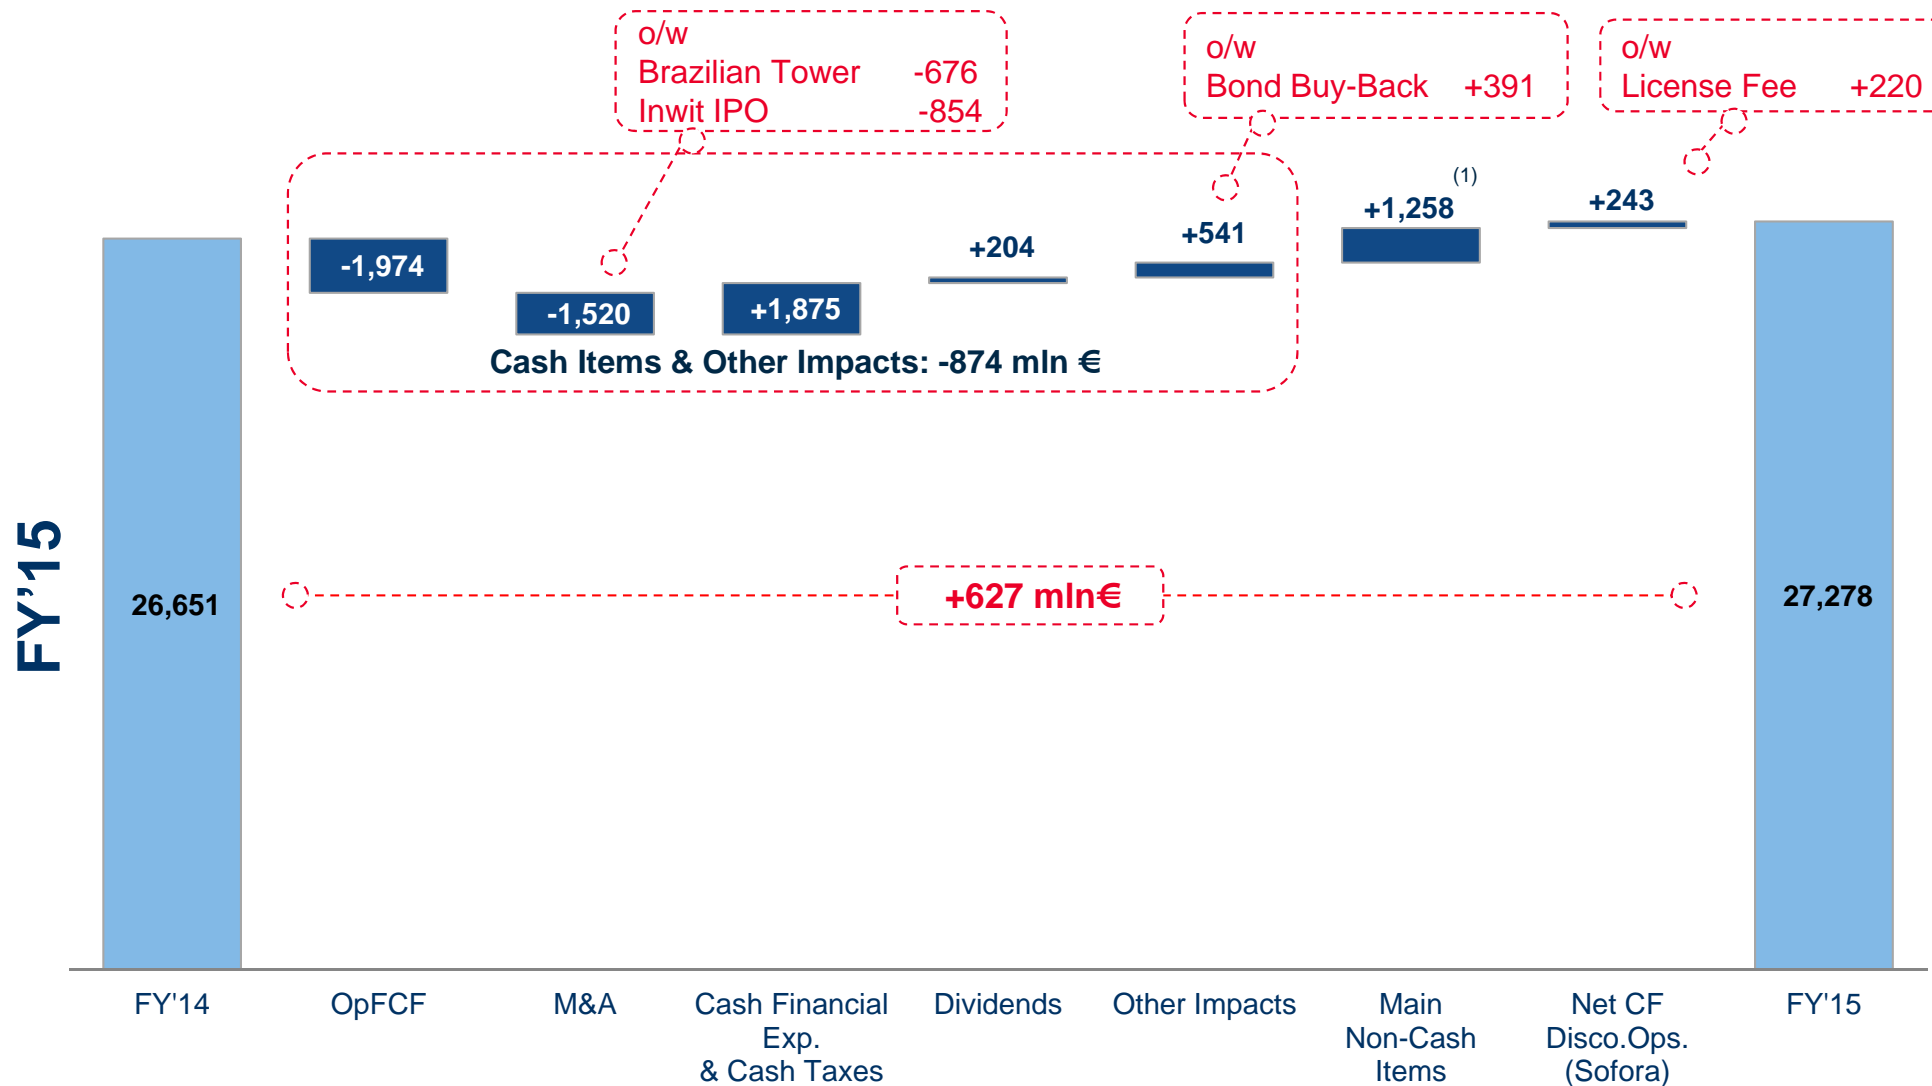 o/w
Brazilian Tower -676
Inwit IPO -854
o/w
Bond Buy-Back +391
o/w
License Fee +220
(1)
-1,974
-1,520
+1,875
+204
+541
+1,258
+243
Cash Items & Other Impacts: -874 mln €
FY'15
26,651
+627 mln€
27,278
FY'14
OpFCF
M&A
Cash Financial
Exp.
& Cash Taxes
Dividends
Other Impacts
Main
Non-Cash
Items
Net CF
Disco.Ops.
(Sofora)
FY'15